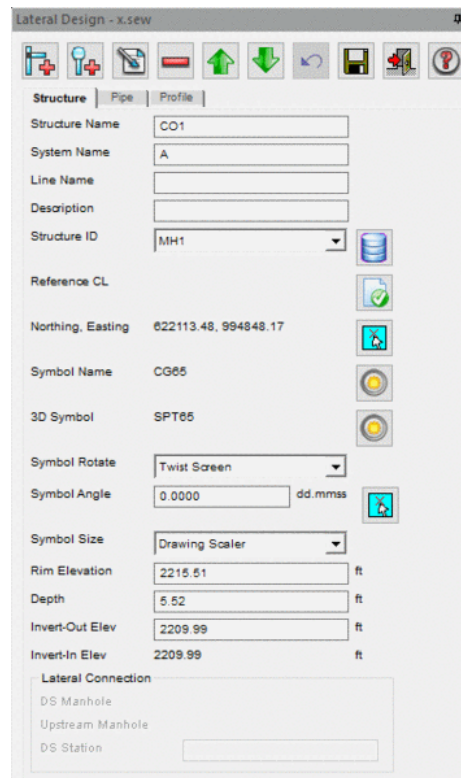 Lateral Design - x.sew
Structure Pipe Profile
Structure Name CO1
System Name A
Line Name
Description
Structure ID MH1
Reference CL
Northing, Easting 622113.48, 994848.17
Symbol Name CG65
3D Symbol SPT65
Symbol Rotate Twist Screen
Symbol Angle 0.0000 dd.mmss
Symbol Size Drawing Scaler
Rim Elevation 2215.51 ft
Depth 5.52 ft
Invert-Out Elev 2209.99 ft
Invert-In Elev 2209.99 ft
Lateral Connection
DS Manhole
Upstream Manhole
DS Station